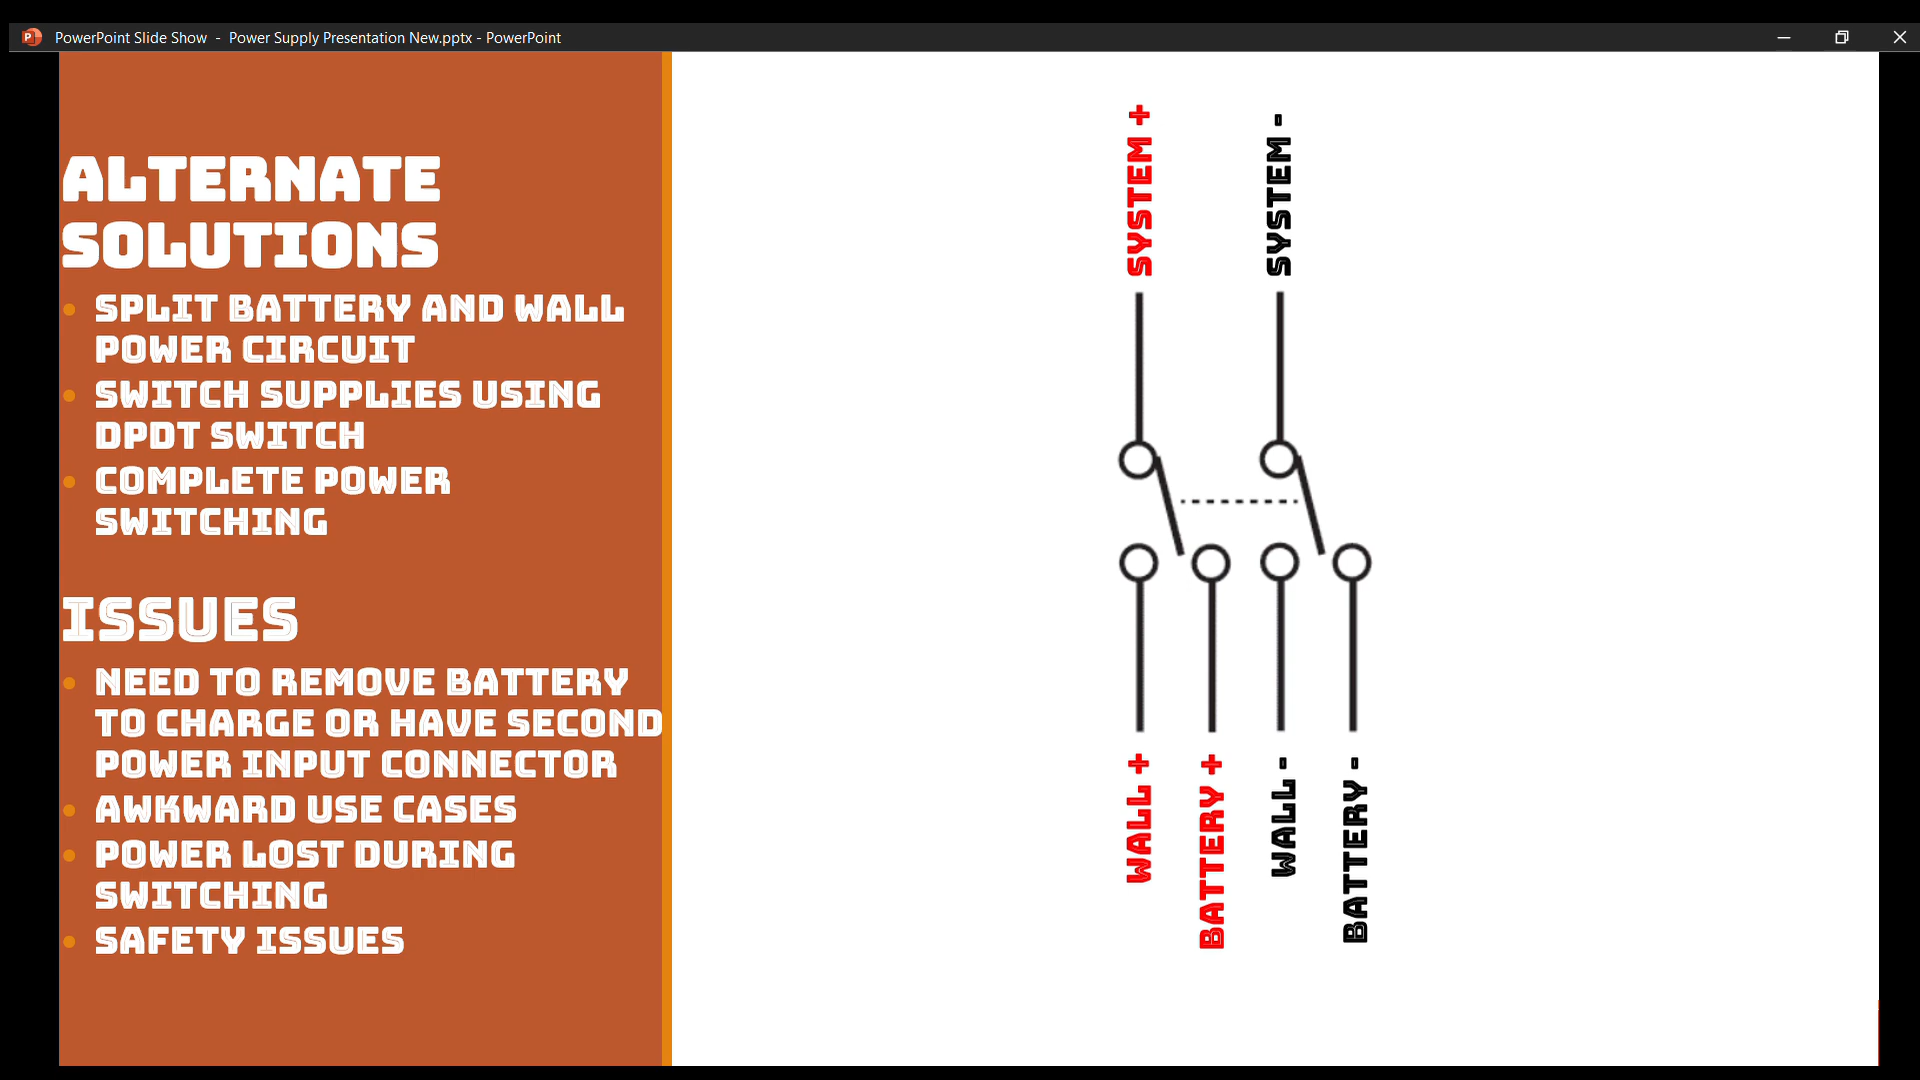 PowerPoint Slide Show - Power Supply Presentation New.pptx - PowerPoint
ALTERNATE
SOLUTIONS
• SPLIT BATTERY AND WALL
POWER CIRCUIT
• SWITCH SUPPLIES USING
DPDT SWITCH
• COMPLETE POWER
SWITCHING
ISSUES
• NEED TO REMOVE BATTERY
TO CHARGE OR HAVE SECOND
POWER INPUT CONNECTOR
• AWKWARD USE CASES
• POWER LOST DURING
SWITCHING
• SAFETY ISSUES
SYSTEM +
SYSTEM -
WALL +
BATTERY +
WALL -
BATTERY -